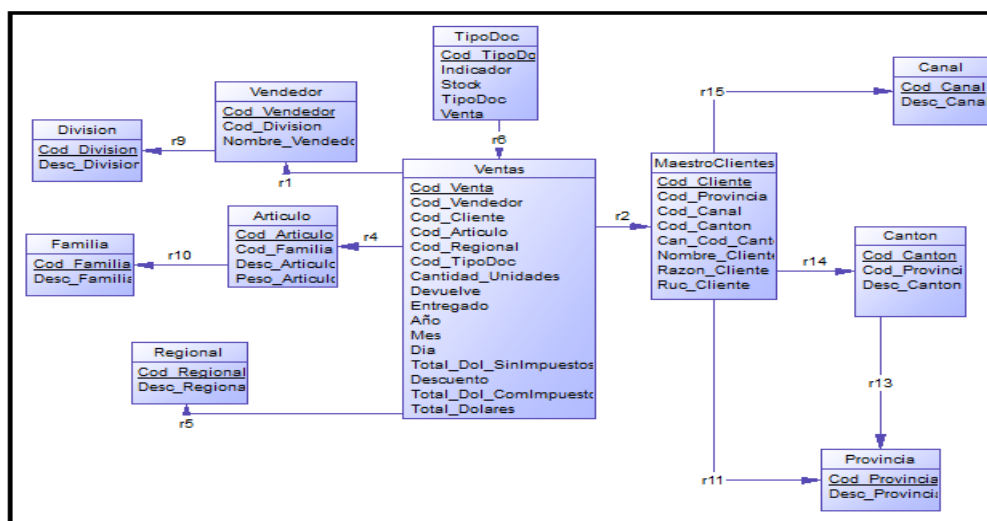 TipoDoc
Cod_TipoDo
Indicador
Stock
TipoDoc
Venta
r6
Vendedor
Cod_Vendedor
Cod_Division
Nombre_Vendedo
r1
Division
Cod_Division
Desc_Division
r9
Canal
Cod_Canal
Desc_Canal
r15
Ventas
Cod_Venta
Cod_Vendedor
Cod_Cliente
Cod_Articulo
Cod_Regional
Cod_TipoDoc
Cantidad_Unidades
Devuelve
Entregado
Año
Mes
Dia
Total_Dol_SinImpuestos
Descuento
Total_Dol_ComImpuesto
Total_Dolares
r2
MaestroClientes
Cod_Cliente
Cod_Provincia
Cod_Canal
Cod_Canton
Can_Cod_Canto
Nombre_Cliente
Razon_Cliente
Ruc_Cliente
Articulo
Cod_Articulo
Cod_Familia
Desc_Articulo
Peso_Articulo
r4
Familia
Cod_Familia
Desc_Familia
r10
Canton
Cod_Canton
Cod_Provinci
Desc_Canton
r14
r13
Regional
Cod_Regional
Desc_Regiona
r5
Provincia
Cod_Provincia
Desc_Provincia
r11